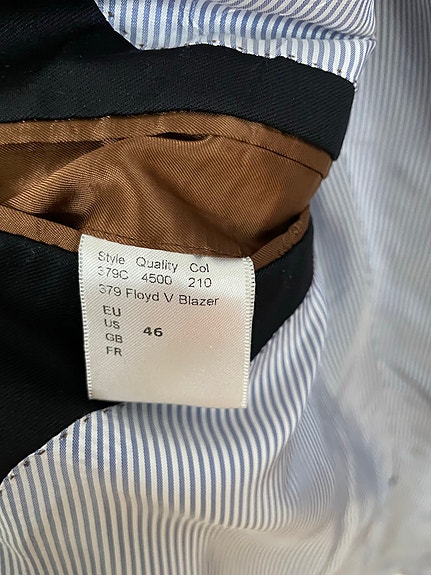 Style Quality Col
379C 4500 210
379 Floyd V Blazer
EU
US 46
GB
FR